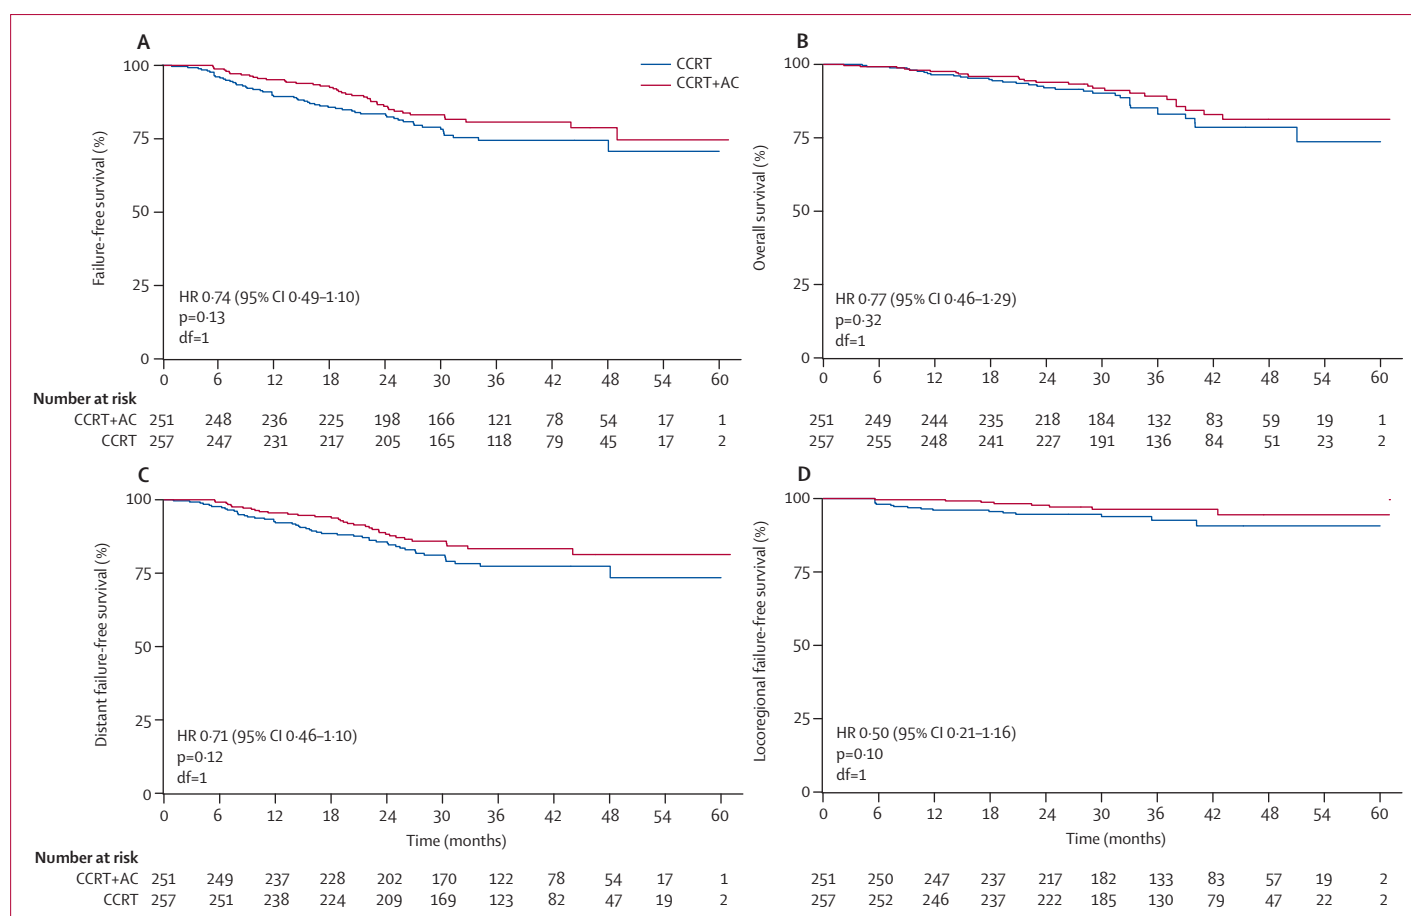 A
CCRT
CCRT+AC
Failure-free survival (%)
100
75
50
25
0
HR 0·74 (95% CI 0·49–1·10)
p=0·13
df=1
0 6 12 18 24 30 36 42 48 54 60
Number at risk
CCRT+AC 251 248 236 225 198 166 121 78 54 17 1
CCRT 257 247 231 217 205 165 118 79 45 17 2
B
Overall survival (%)
100
75
50
25
0
HR 0·77 (95% CI 0·46–1·29)
p=0·32
df=1
0 6 12 18 24 30 36 42 48 54 60
251 249 244 235 218 184 132 83 59 19 1
257 255 248 241 227 191 136 84 51 23 2
C
Distant failure-free survival (%)
100
75
50
25
0
HR 0·71 (95% CI 0·46–1·10)
p=0·12
df=1
0 6 12 18 24 30 36 42 48 54 60
Time (months)
Number at risk
CCRT+AC 251 249 237 228 202 170 122 78 54 17 1
CCRT 257 251 238 224 209 169 123 82 47 19 2
D
Locoregional failure-free survival (%)
100
75
50
25
0
HR 0·50 (95% CI 0·21–1·16)
p=0·10
df=1
0 6 12 18 24 30 36 42 48 54 60
Time (months)
251 250 247 237 217 182 133 83 57 19 2
257 252 246 237 222 185 130 79 47 22 2